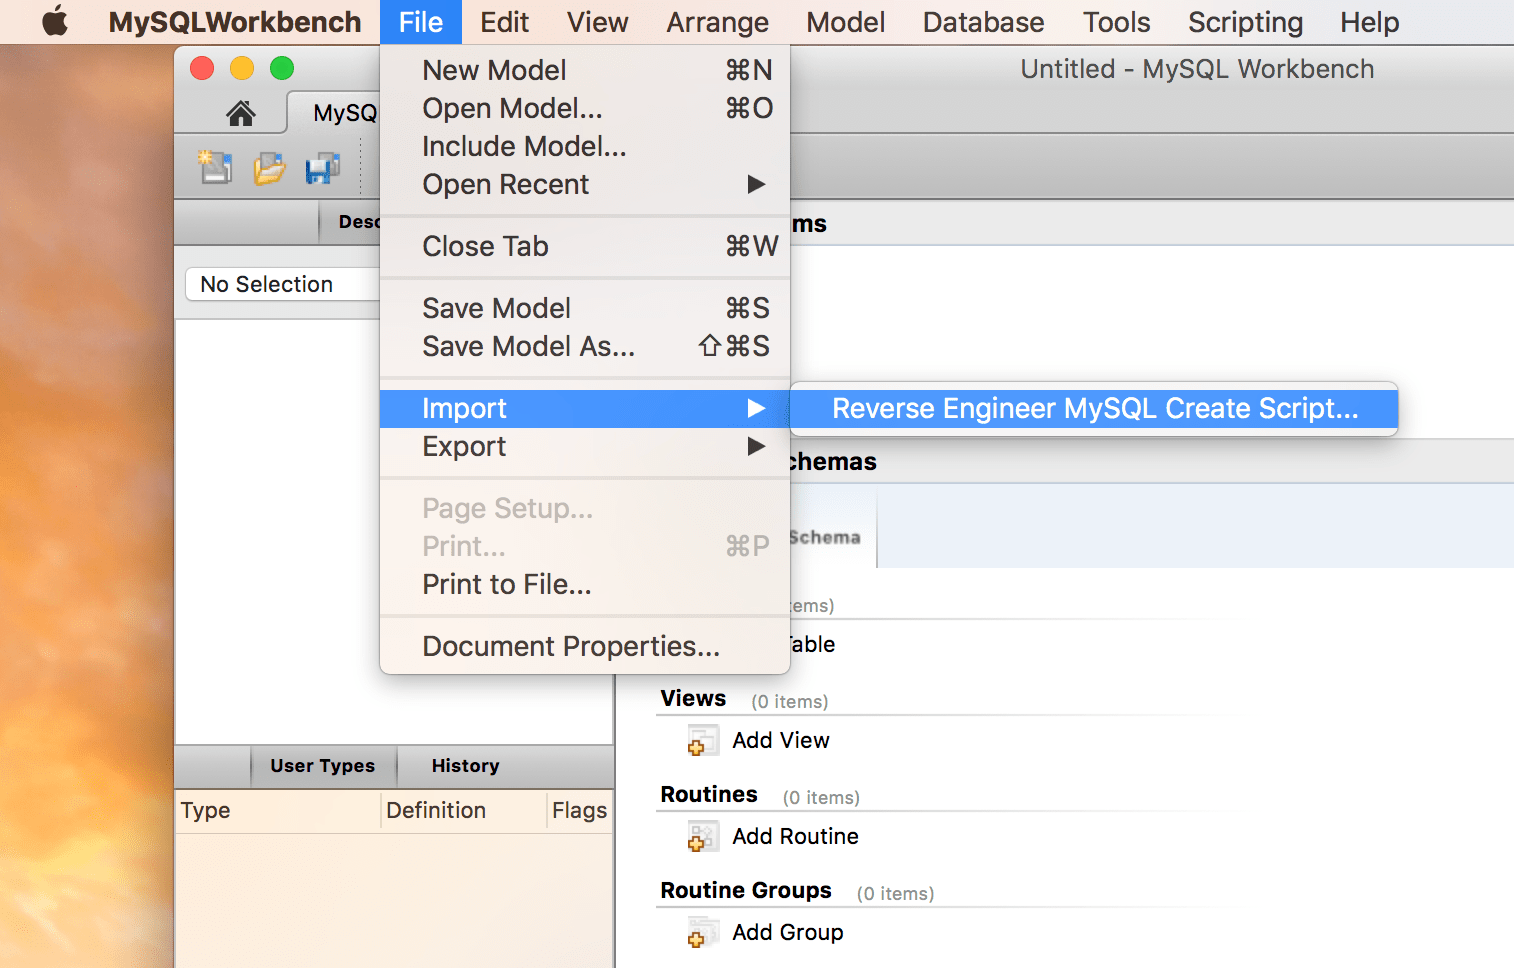 MySQLWorkbench File Edit View Arrange Model Database Tools Scripting Help
Untitled - MySQL Workbench
New Model ⌘N
Open Model... ⌘O
Include Model...
Open Recent ▶
Close Tab ⌘W
Save Model ⌘S
Save Model As... ⇧⌘S
Import ▶
Reverse Engineer MySQL Create Script...
Export ▶
Page Setup...
Print... ⌘P
Print to File...
Document Properties...
MySQ
Desc
No Selection
User Types History
Type Definition Flags
ms
chemas
Schema
ems)
Table
Views (0 items)
Add View
Routines (0 items)
Add Routine
Routine Groups (0 items)
Add Group